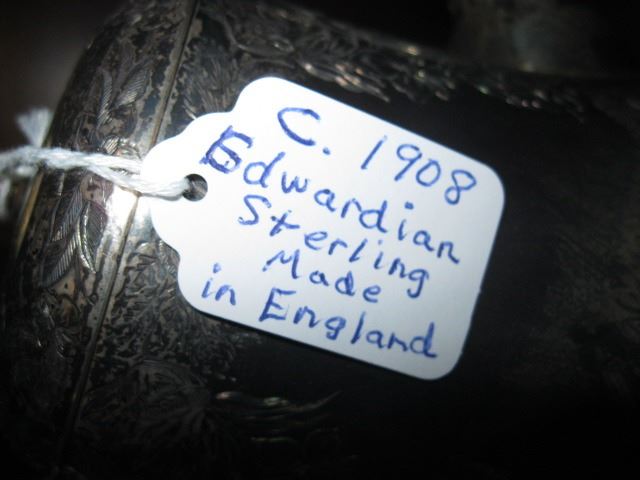 C. 1908
Edwardian
Sterling
Made
in England